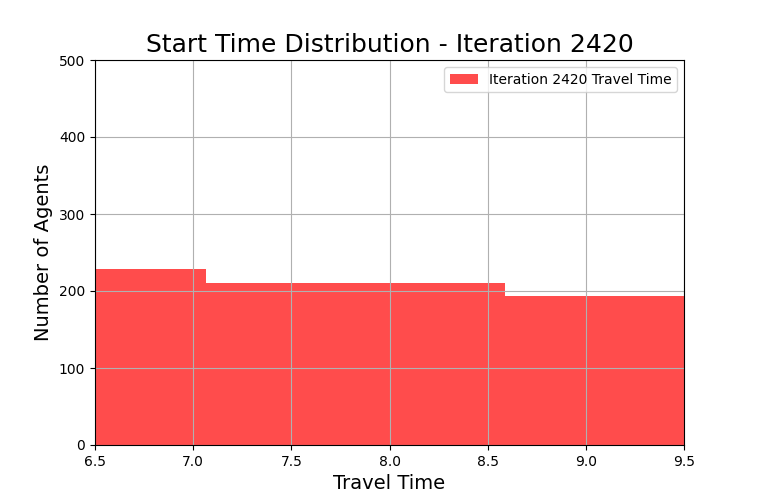 Start Time Distribution - Iteration 2420
Iteration 2420 Travel Time
Number of Agents
500
400
300
200
100
0
6.5 7.0 7.5 8.0 8.5 9.0 9.5
Travel Time